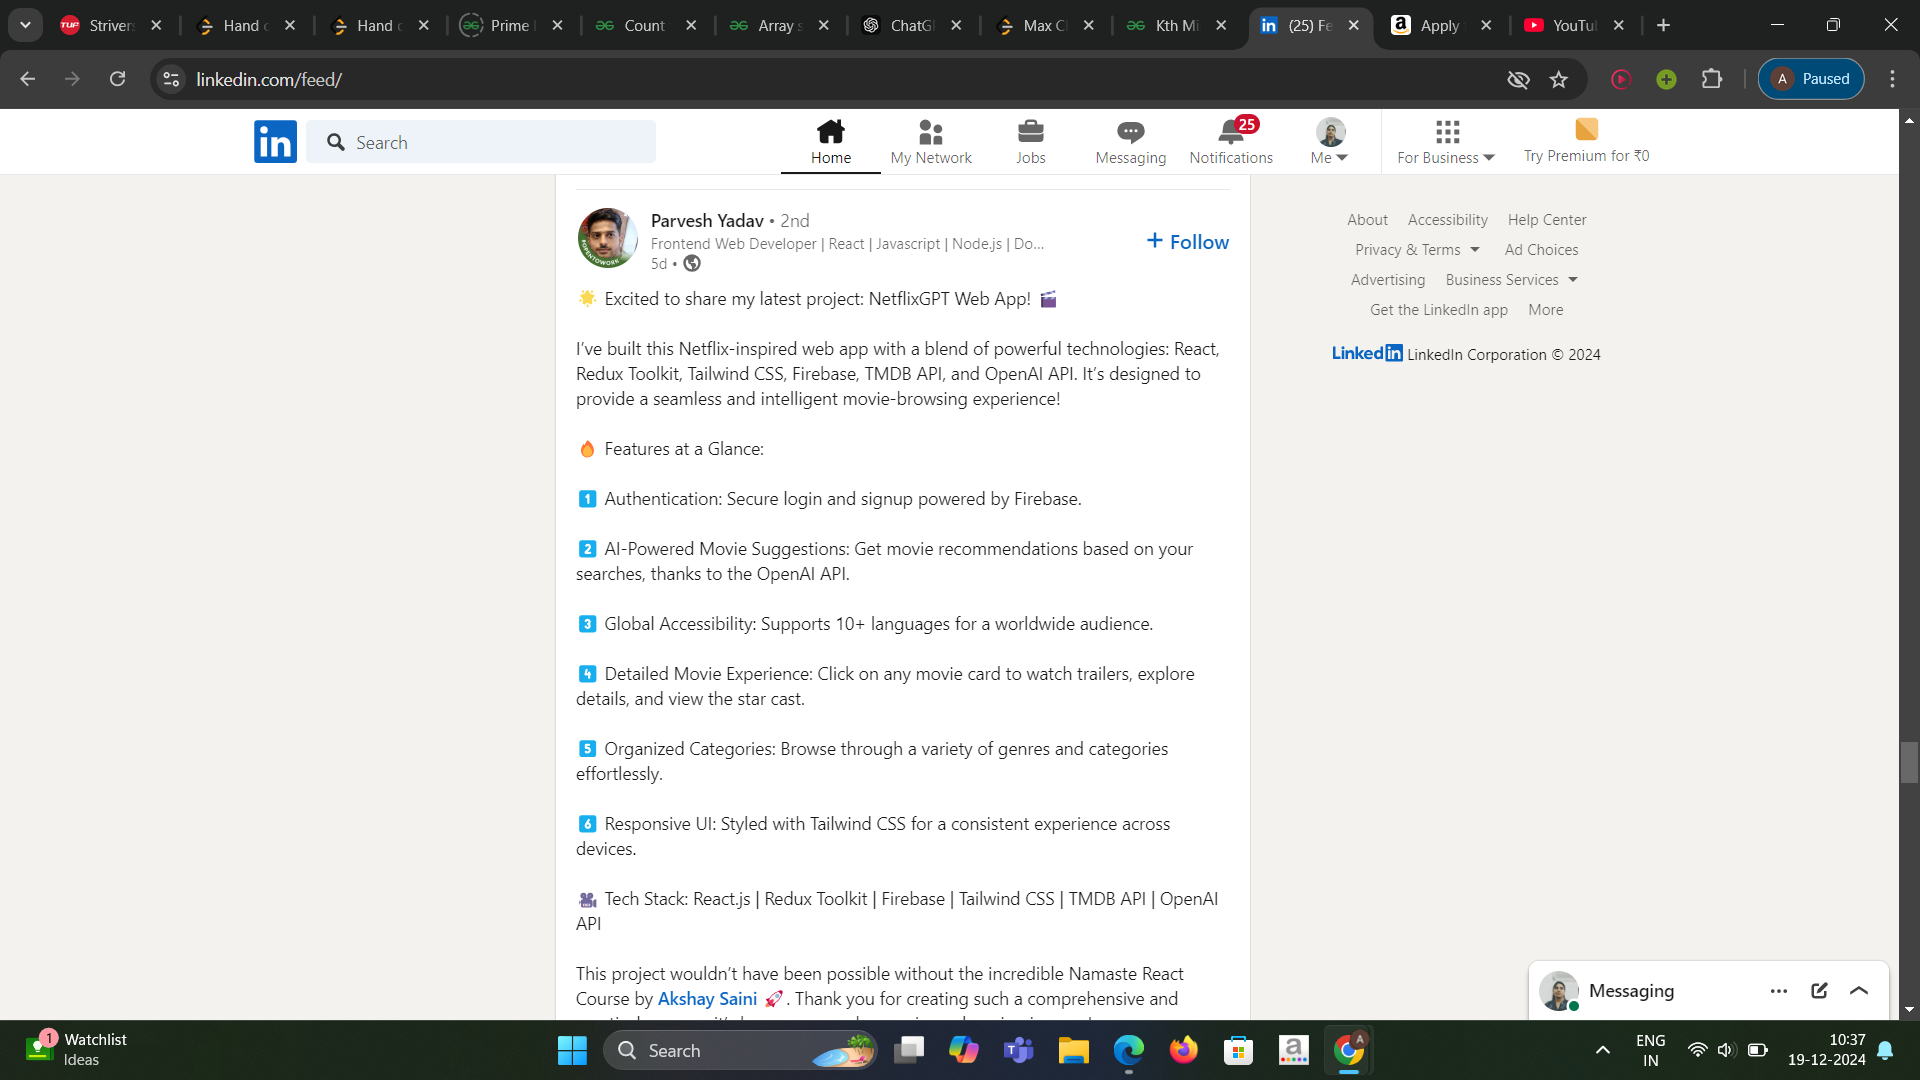 Strivers
Hand o
Hand o
Prime
Count
Array s
ChatG
Max C
Kth Mi
(25) Fe
Apply
YouTu
linkedin.com/feed/
A Paused
in
Search
Home
My Network
Jobs
Messaging
25
Notifications
Me
For Business
Try Premium for ₹0
Parvesh Yadav • 2nd
Frontend Web Developer | React | Javascript | Node.js | Do...
5d •
+ Follow
#OPENTOWORK
🌟 Excited to share my latest project: NetflixGPT Web App! 🎬
I’ve built this Netflix-inspired web app with a blend of powerful technologies: React,
Redux Toolkit, Tailwind CSS, Firebase, TMDB API, and OpenAI API. It’s designed to
provide a seamless and intelligent movie-browsing experience!
🔥 Features at a Glance:
1️⃣ Authentication: Secure login and signup powered by Firebase.
2️⃣ AI-Powered Movie Suggestions: Get movie recommendations based on your
searches, thanks to the OpenAI API.
3️⃣ Global Accessibility: Supports 10+ languages for a worldwide audience.
4️⃣ Detailed Movie Experience: Click on any movie card to watch trailers, explore
details, and view the star cast.
5️⃣ Organized Categories: Browse through a variety of genres and categories
effortlessly.
6️⃣ Responsive UI: Styled with Tailwind CSS for a consistent experience across
devices.
🎥 Tech Stack: React.js | Redux Toolkit | Firebase | Tailwind CSS | TMDB API | OpenAI
API
This project wouldn’t have been possible without the incredible Namaste React
Course by Akshay Saini 🚀. Thank you for creating such a comprehensive and
About Accessibility Help Center
Privacy & Terms Ad Choices
Advertising Business Services
Get the LinkedIn app More
LinkedIn LinkedIn Corporation © 2024
Messaging
1
Watchlist
Ideas
Search
ENG
IN
10:37
19-12-2024